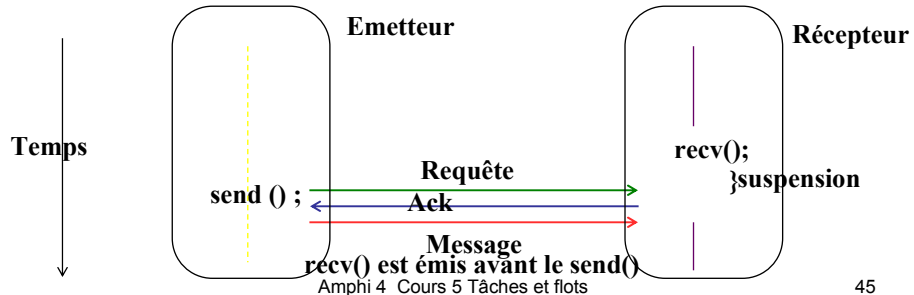 Emetteur
Récepteur
Temps
recv();
}suspension
Requête
send () ;
Ack
Message
recv() est émis avant le send()
Amphi 4 Cours 5 Tâches et flots
45